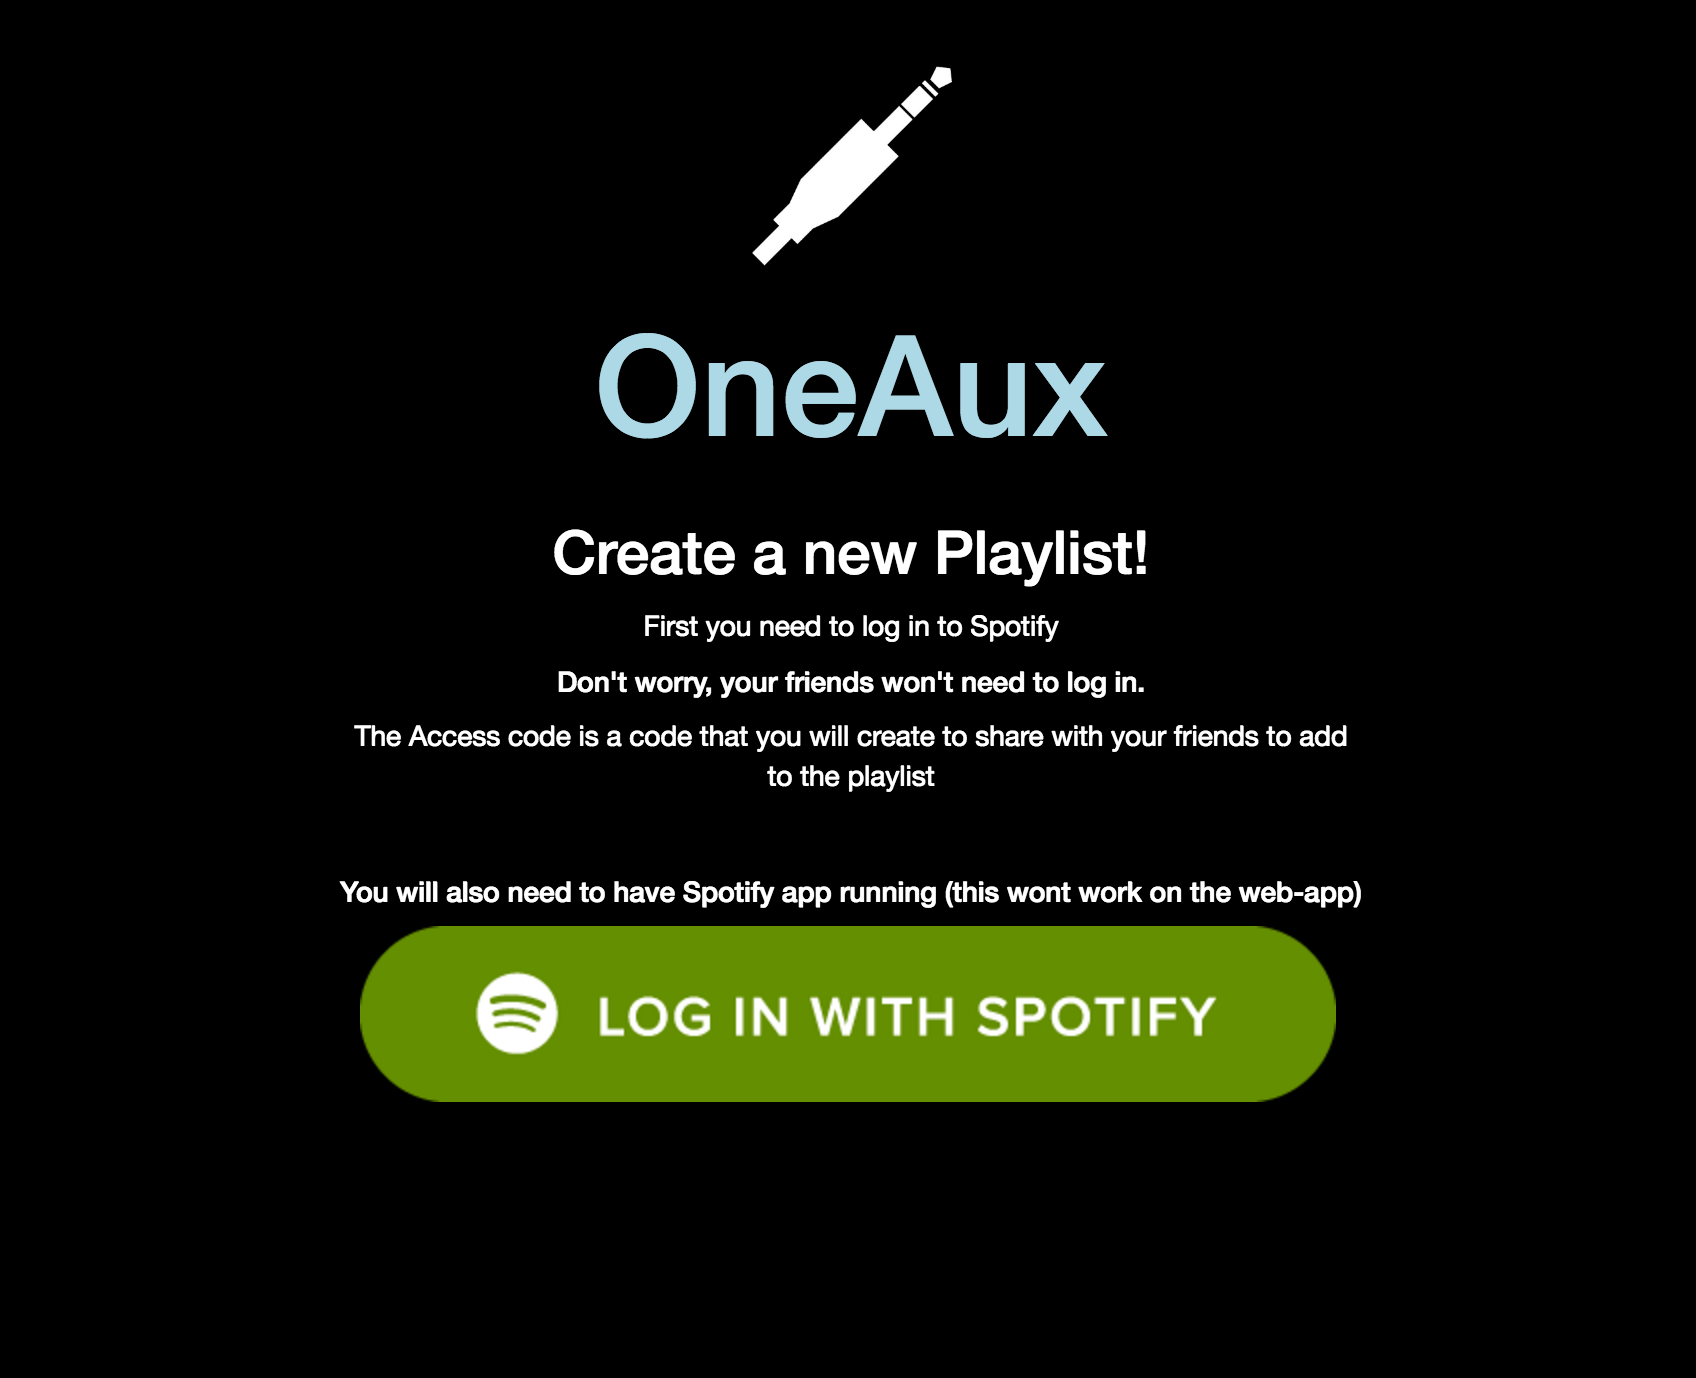 OneAux
Create a new Playlist!
First you need to log in to Spotify
Don't worry, your friends won't need to log in.
The Access code is a code that you will create to share with your friends to add
to the playlist
You will also need to have Spotify app running (this wont work on the web-app)
LOG IN WITH SPOTIFY